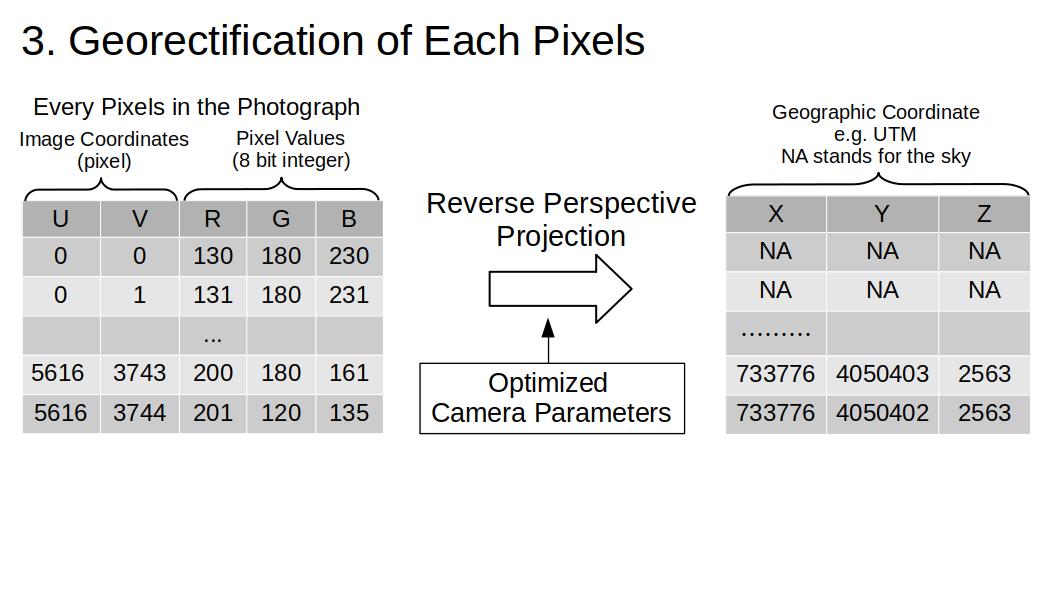 3. Georectification of Each Pixels
Every Pixels in the Photograph
Image Coordinates
(pixel)
Pixel Values
(8 bit integer)
U V R G B
0 0 130 180 230
0 1 131 180 231
...
5616 3743 200 180 161
5616 3744 201 120 135
Reverse Perspective
Projection
Optimized
Camera Parameters
Geographic Coordinate
e.g. UTM
NA stands for the sky
X Y Z
NA NA NA
NA NA NA
.........
733776 4050403 2563
733776 4050402 2563